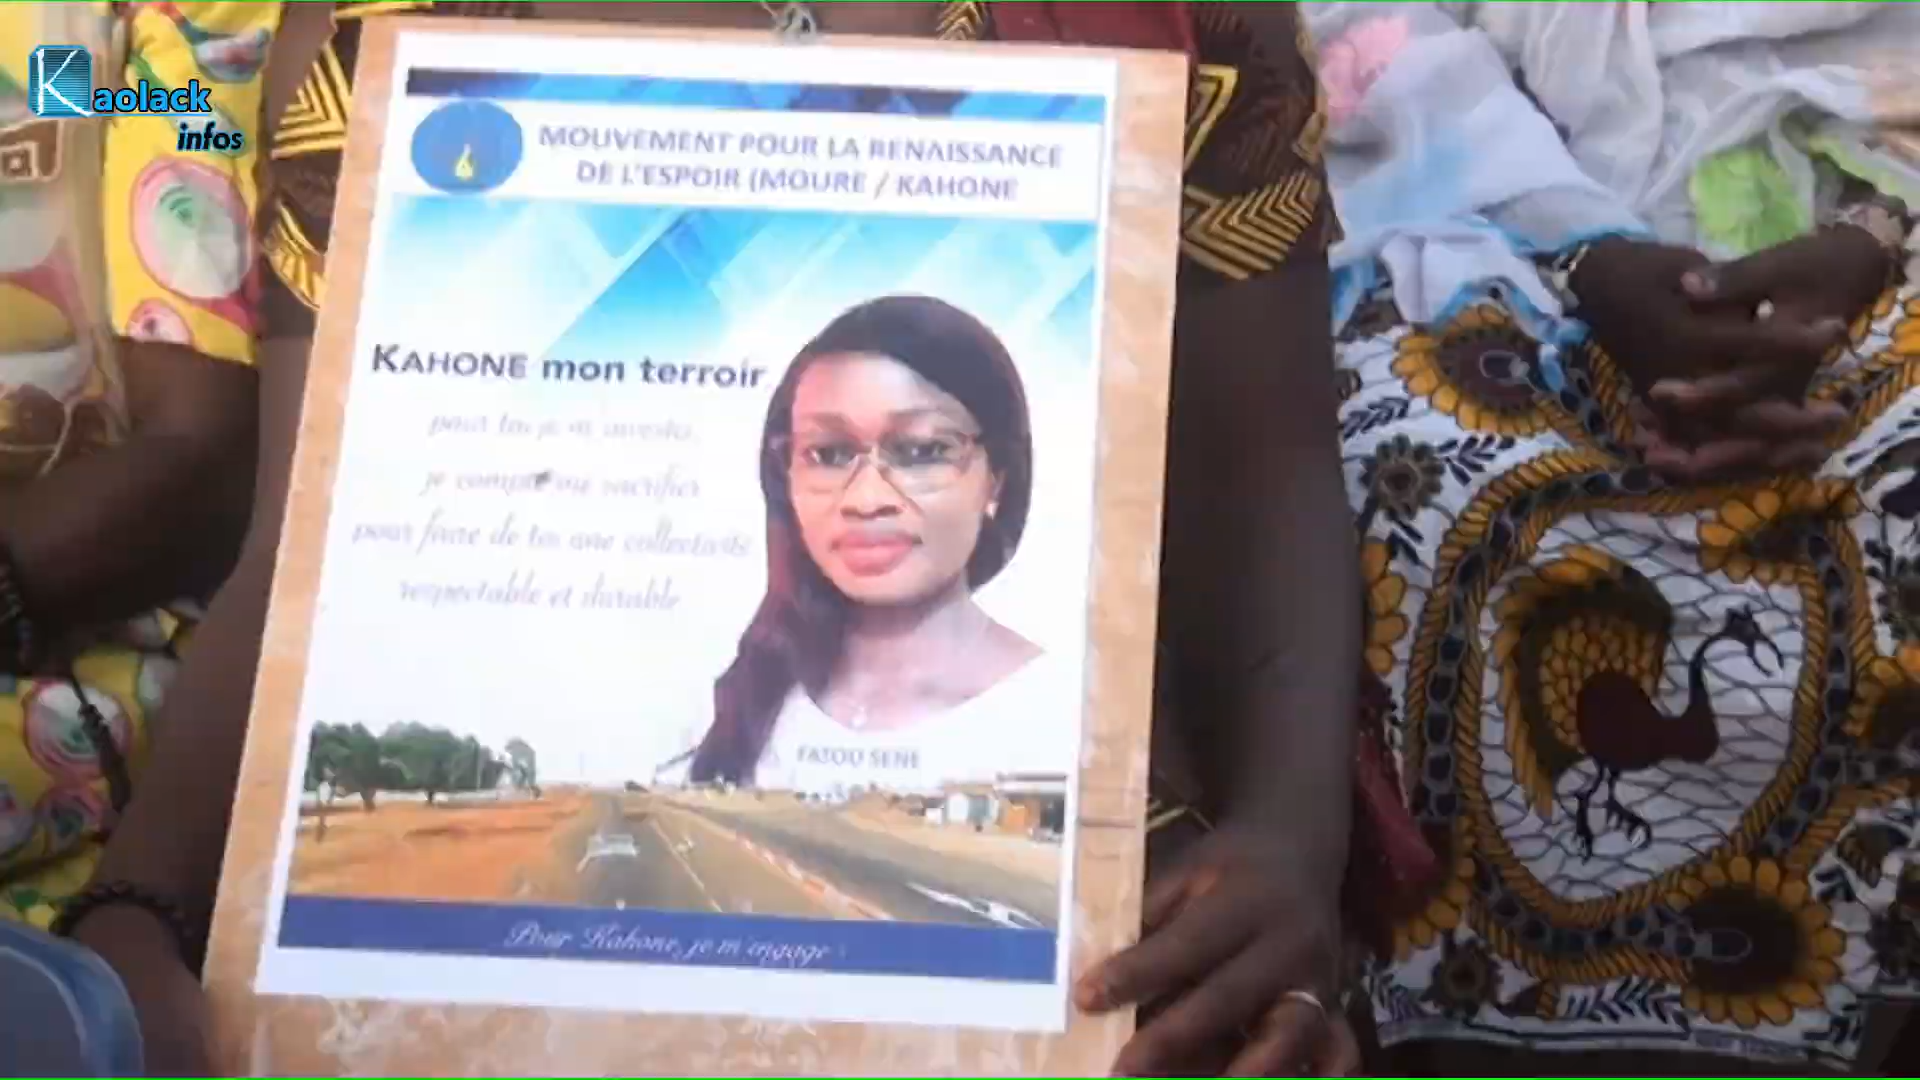 Kaolack
infos
MOUVEMENT POUR LA RENAISSANCE
DE L'ESPOIR (MOURE / KAHONE
KAHONE mon terroir
pour toi je m'investis,
je compte me sacrifier
pour faire de toi une collectivité
respectable et durable
FATOU SENE
Pour Kahone, je m'engage !